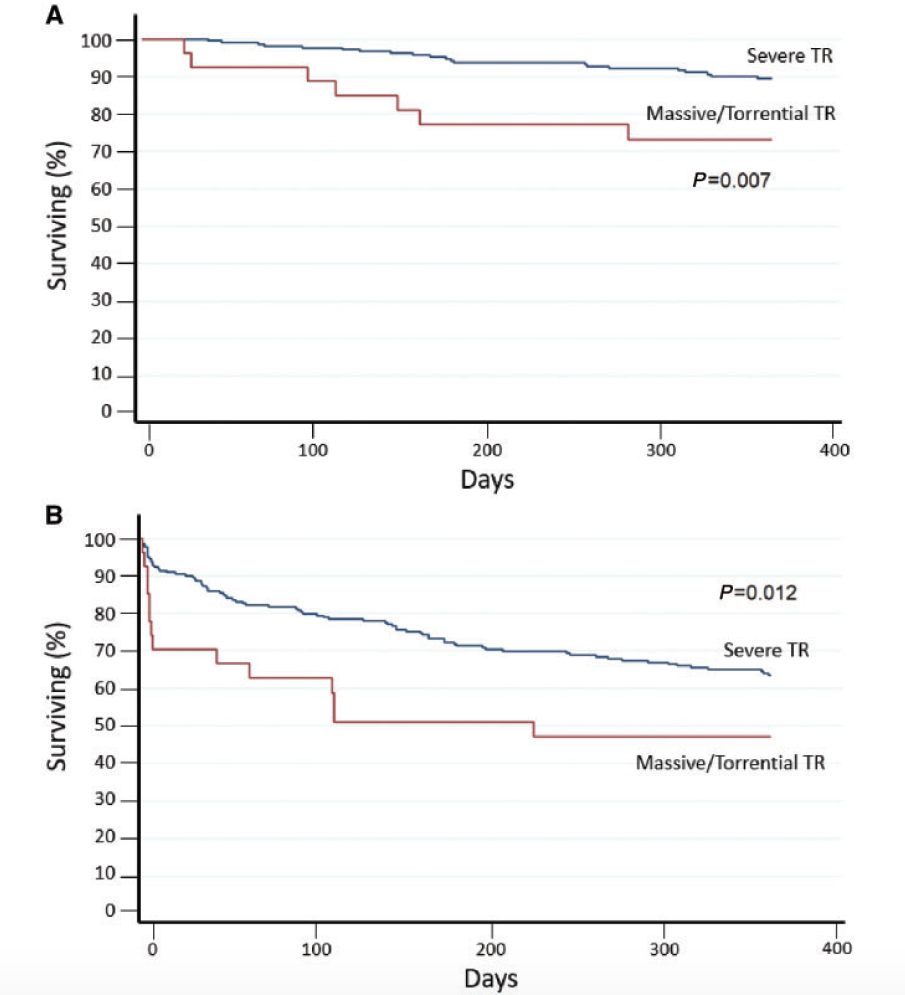 A
100
90
80
70
60
50
40
30
20
10
0
Surviving (%)
Severe TR
Massive/Torrential TR
P=0.007
0 100 200 300 400
Days
B
100
90
80
70
60
50
40
30
20
10
0
Surviving (%)
P=0.012
Severe TR
Massive/Torrential TR
0 100 200 300 400
Days